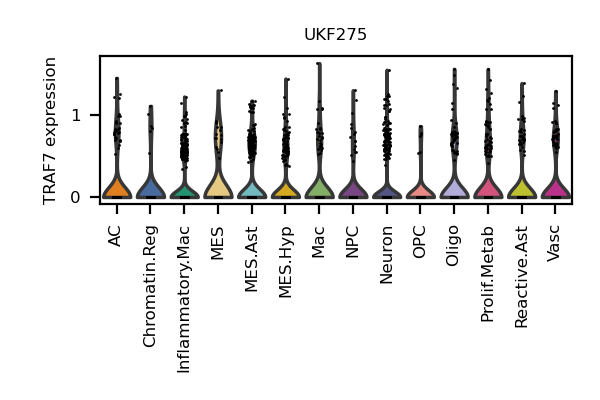 UKF275
TRAF7 expression
1
0
AC
Chromatin.Reg
Inflammatory.Mac
MES
MES.Ast
MES.Hyp
Mac
NPC
Neuron
OPC
Oligo
Prolif.Metab
Reactive.Ast
Vasc